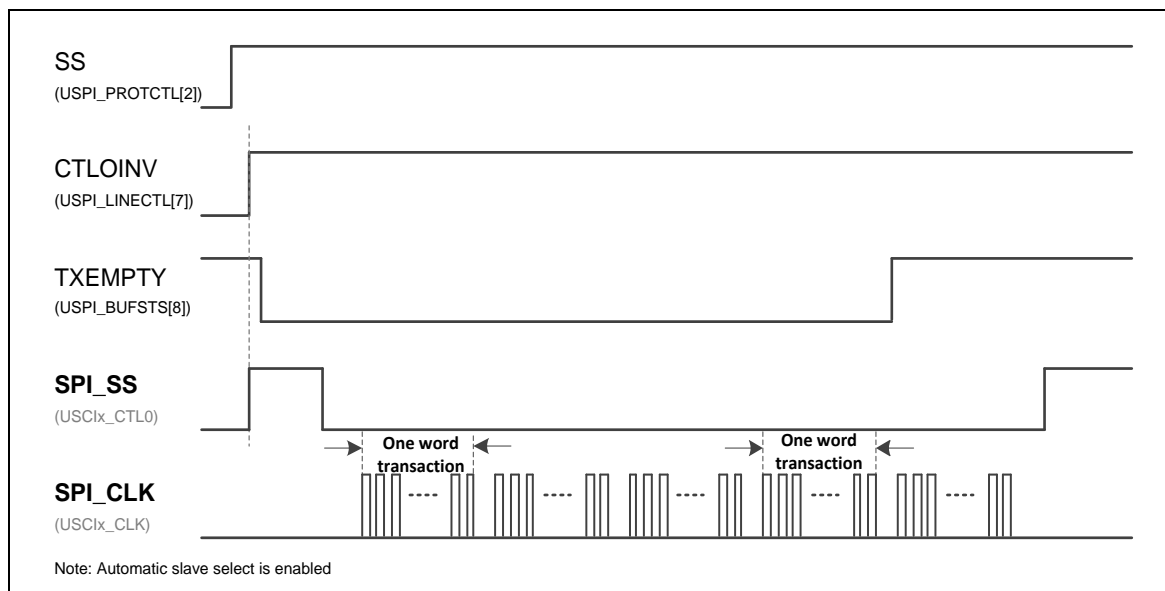 SS
(USPI_PROTCTL[2])
CTLOINV
(USPI_LINECTL[7])
TXEMPTY
(USPI_BUFSTS[8])
SPI_SS
(USCIx_CTL0)
One word
transaction
One word
transaction
SPI_CLK
(USCIx_CLK)
Note: Automatic slave select is enabled